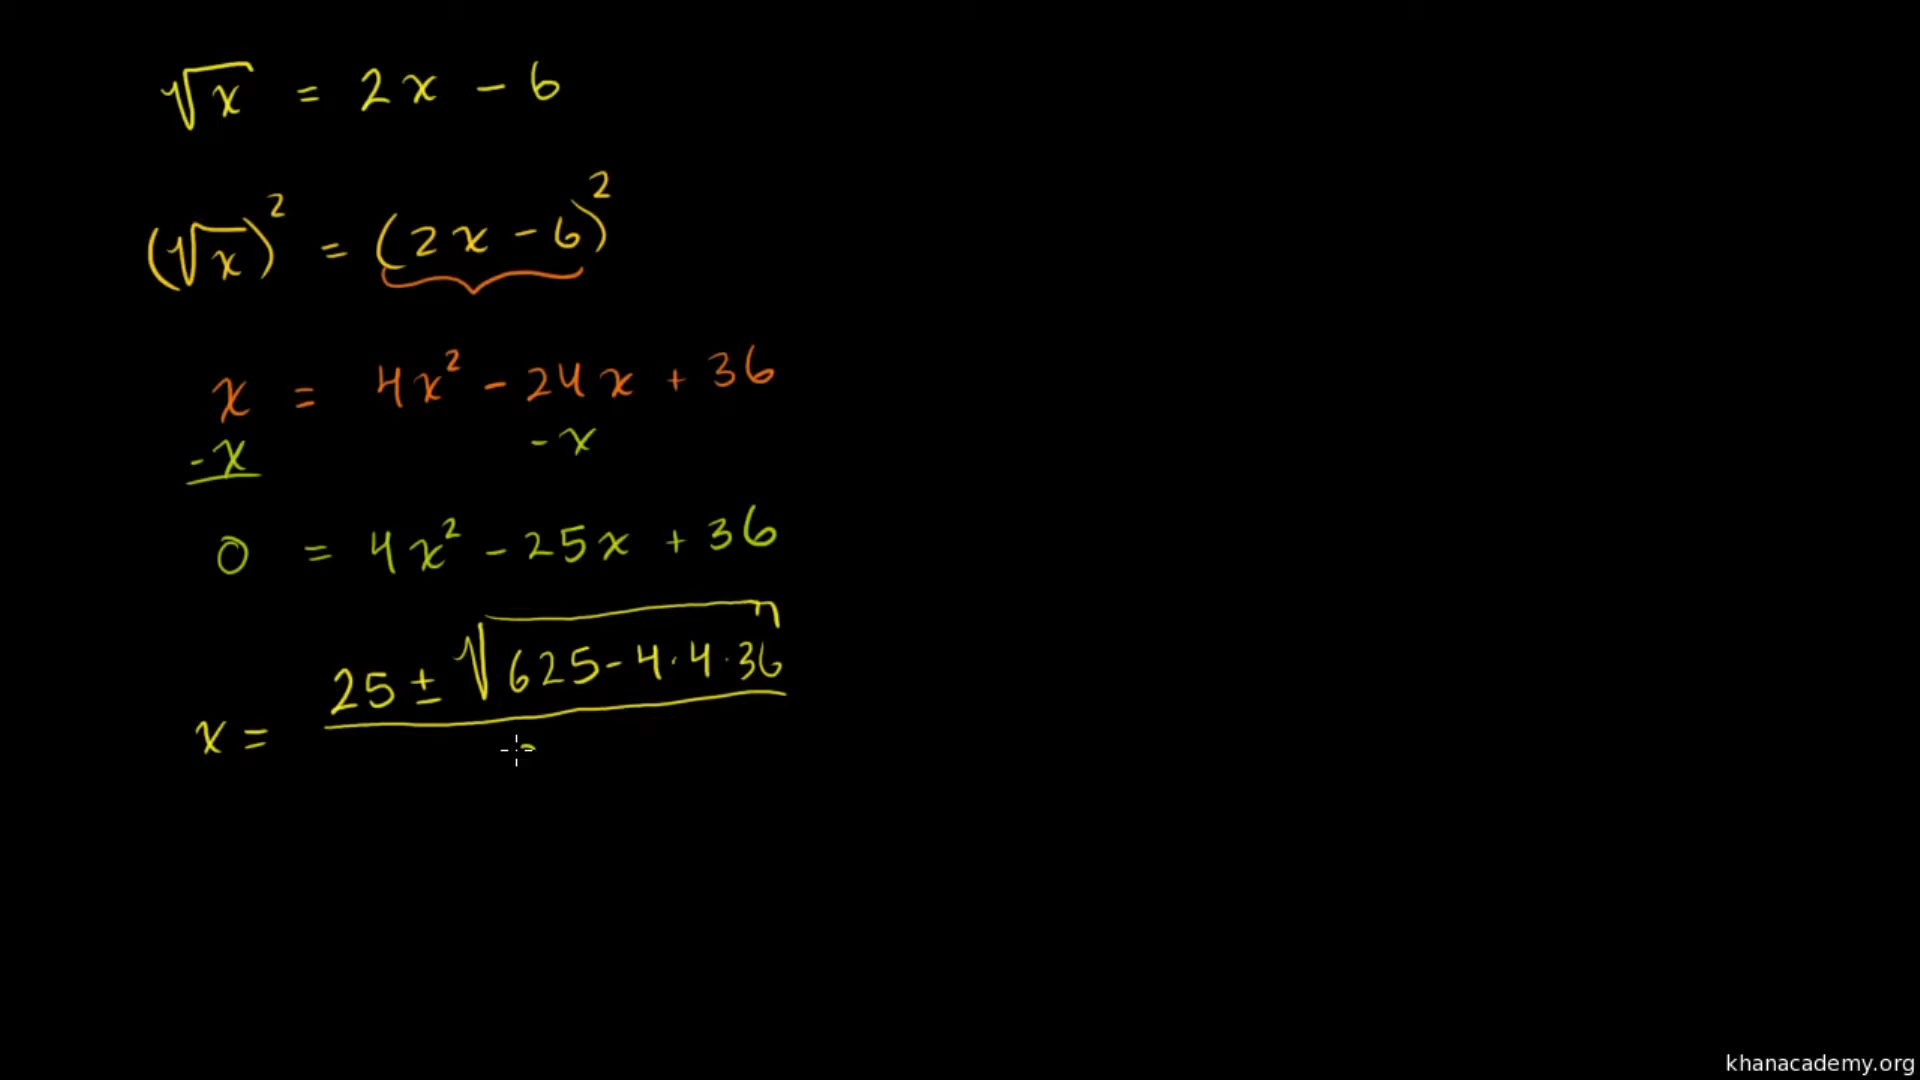 √x = 2x - 6
(√x)² = (2x - 6)²
x = 4x² - 24x + 36
-x -x
0 = 4x² - 25x + 36
25 ± √625 - 4·4·36
x =
khanacademy.org